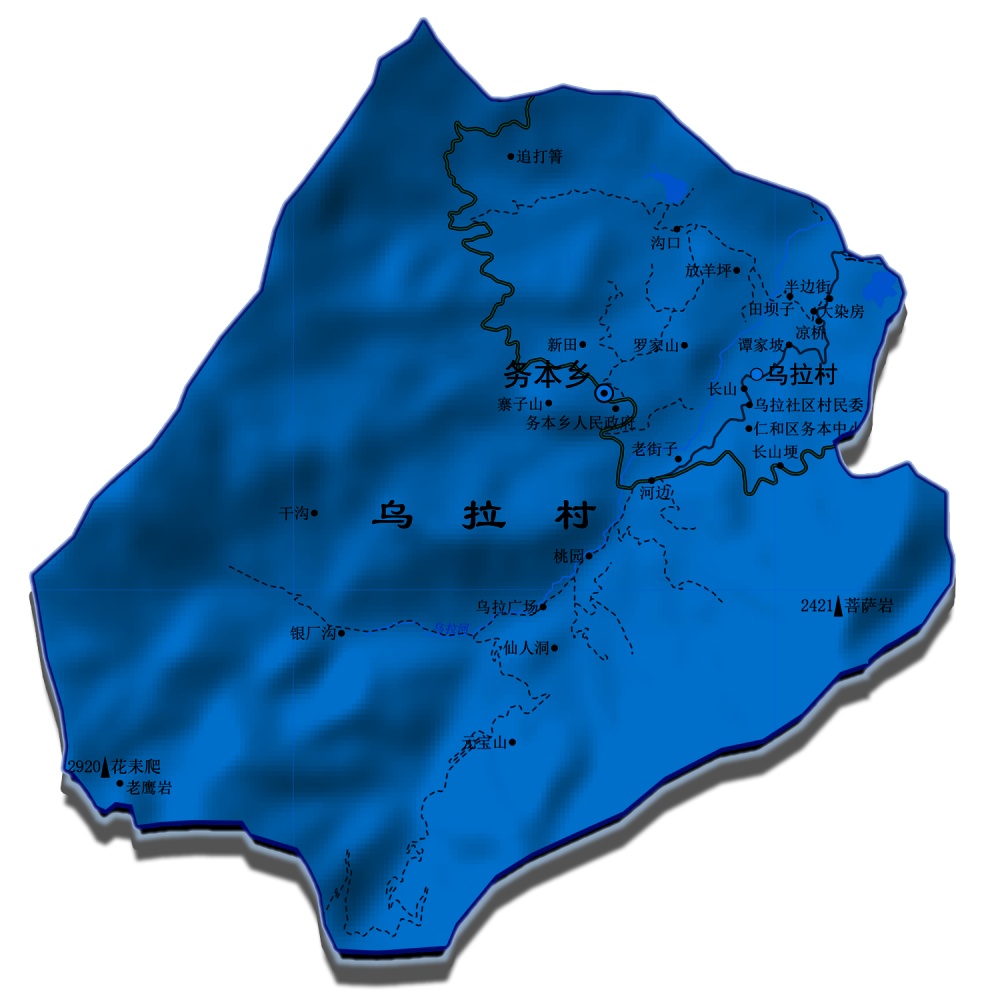 追打箐
沟口
放羊坪
半边街
田坝子
大染房
凉桥
新田
罗家山
谭家坡
务本乡
乌拉村
长山
寨子山
乌拉社区村民委
务本乡人民政府
仁和区务本中小
老街子
长山埂
河边
干沟
乌拉村
桃园
乌拉广场
2421 菩萨岩
银厂沟
乌拉河
仙人洞
元宝山
2920 花耒爬
老鹰岩